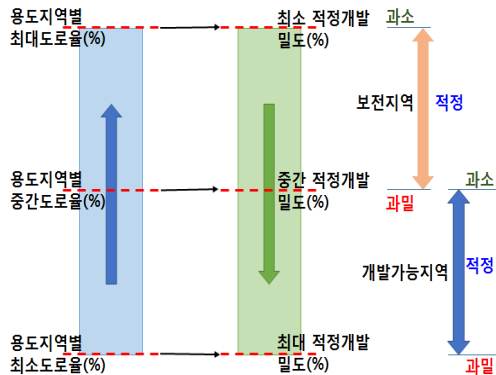 용도지역별
최대도로율(%)
최소 적정개발
밀도(%)
과소
보전지역
적정
용도지역별
중간도로율(%)
중간 적정개발
밀도(%)
과밀
과소
개발가능지역
적정
용도지역별
최소도로율(%)
최대 적정개발
밀도(%)
과밀